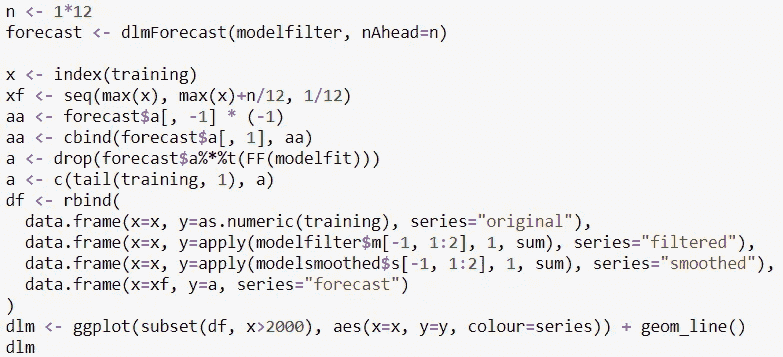 n <- 1*12
forecast <- dlmForecast(modelfilter, nAhead=n)
x <- index(training)
xf <- seq(max(x), max(x)+n/12, 1/12)
aa <- forecast$a[, -1] * (-1)
aa <- cbind(forecast$a[, 1], aa)
a <- drop(forecast$a%*%t(FF(modelfit)))
a <- c(tail(training, 1), a)
df <- rbind(
  data.frame(x=x, y=as.numeric(training), series="original"),
  data.frame(x=x, y=apply(modelfilter$m[-1, 1:2], 1, sum), series="filtered"),
  data.frame(x=x, y=apply(modelsmoothed$s[-1, 1:2], 1, sum), series="smoothed"),
  data.frame(x=xf, y=a, series="forecast")
)
dlm <- ggplot(subset(df, x>2000), aes(x=x, y=y, colour=series)) + geom_line()
dlm